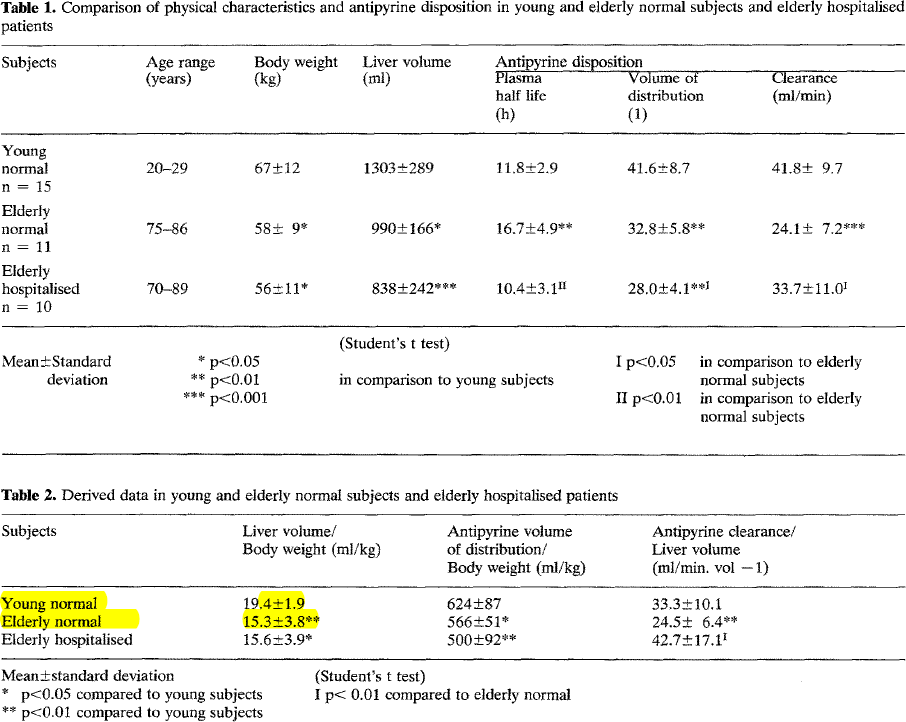 Table 1. Comparison of physical characteristics and antipyrine disposition in young and elderly normal subjects and elderly hospitalised
patients
Subjects Age range Body weight Liver volume Antipyrine disposition
(years) (kg) (ml) Plasma Volume of Clearance
half life distribution (ml/min)
(h) (1)
Young
normal 20–29 67±12 1303±289 11.8±2.9 41.6±8.7 41.8± 9.7
n = 15
Elderly
normal 75–86 58± 9* 990±166* 16.7±4.9** 32.8±5.8** 24.1± 7.2***
n = 11
Elderly
hospitalised 70–89 56±11* 838±242*** 10.4±3.1II 28.0±4.1**I 33.7±11.0I
n = 10
(Student's t test)
Mean±Standard * p<0.05 I p<0.05 in comparison to elderly
deviation ** p<0.01 in comparison to young subjects normal subjects
*** p<0.001 II p<0.01 in comparison to elderly
normal subjects
Table 2. Derived data in young and elderly normal subjects and elderly hospitalised patients
Subjects Liver volume/ Antipyrine volume Antipyrine clearance/
Body weight (ml/kg) of distribution/ Liver volume
Body weight (ml/kg) (ml/min. vol −1)
Young normal 19.4±1.9 624±87 33.3±10.1
Elderly normal 15.3±3.8** 566±51* 24.5± 6.4**
Elderly hospitalised 15.6±3.9* 500±92** 42.7±17.1I
Mean±standard deviation (Student's t test)
* p<0.05 compared to young subjects I p< 0.01 compared to elderly normal
** p<0.01 compared to young subjects